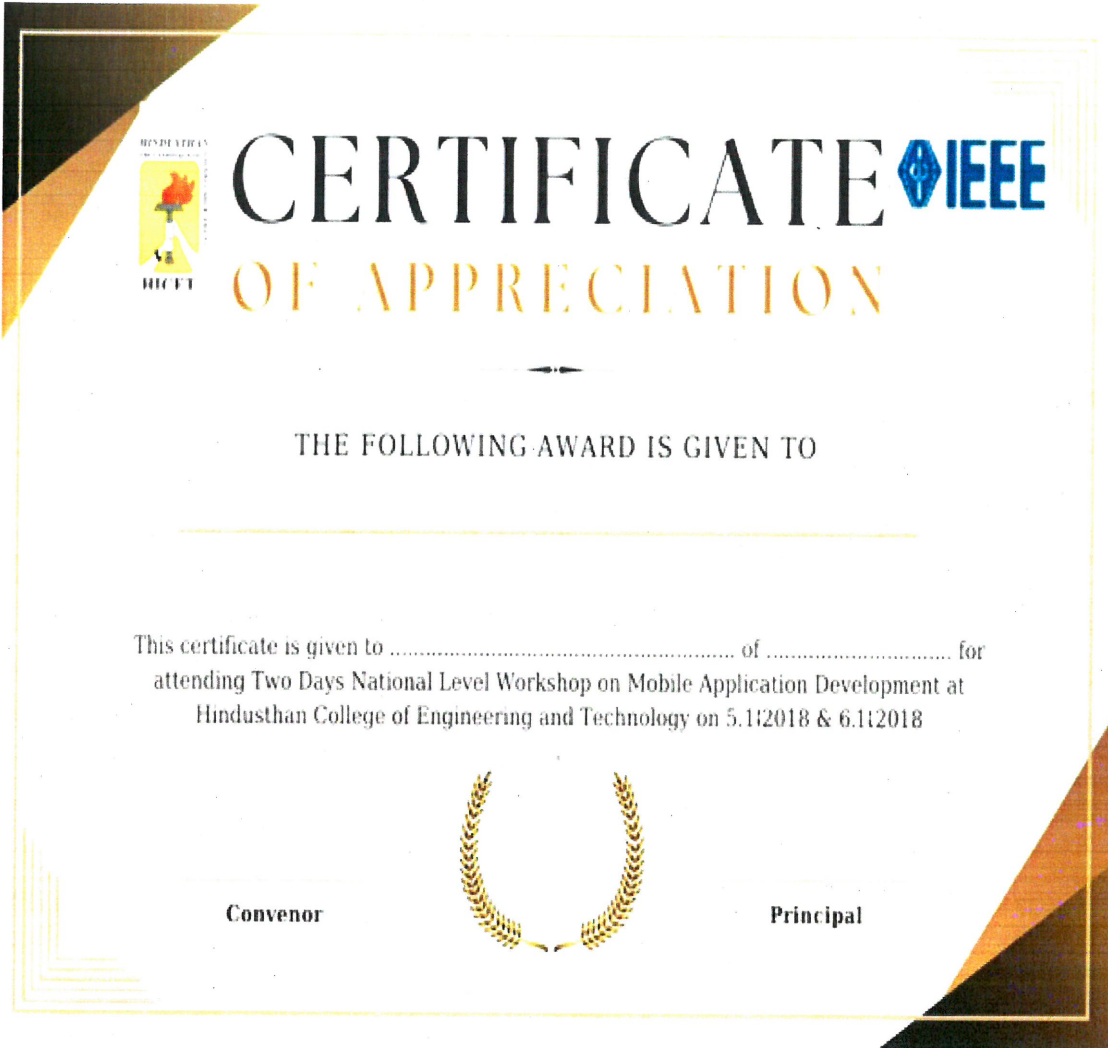 HINDUSTHAN
HICET
CERTIFICATE
IEEE
OF APPRECIATION
THE FOLLOWING AWARD IS GIVEN TO
This certificate is given to .......................................................... of ............................... for
attending Two Days National Level Workshop on Mobile Application Development at
Hindusthan College of Engineering and Technology on 5.1!2018 & 6.1!2018
Convenor
Principal